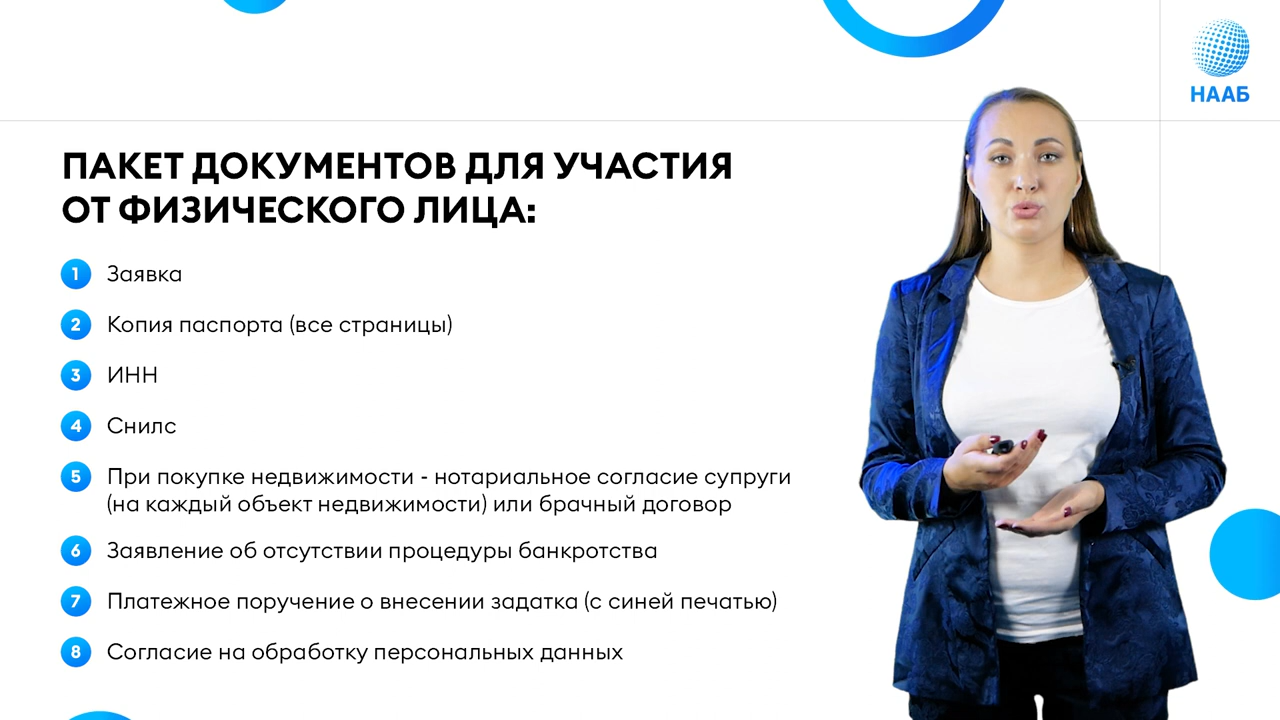 НААБ
ПАКЕТ ДОКУМЕНТОВ ДЛЯ УЧАСТИЯ
ОТ ФИЗИЧЕСКОГО ЛИЦА:
1 Заявка
2 Копия паспорта (все страницы)
3 ИНН
4 Снилс
5 При покупке недвижимости - нотариальное согласие супруги
(на каждый объект недвижимости) или брачный договор
6 Заявление об отсутствии процедуры банкротства
7 Платежное поручение о внесении задатка (с синей печатью)
8 Согласие на обработку персональных данных